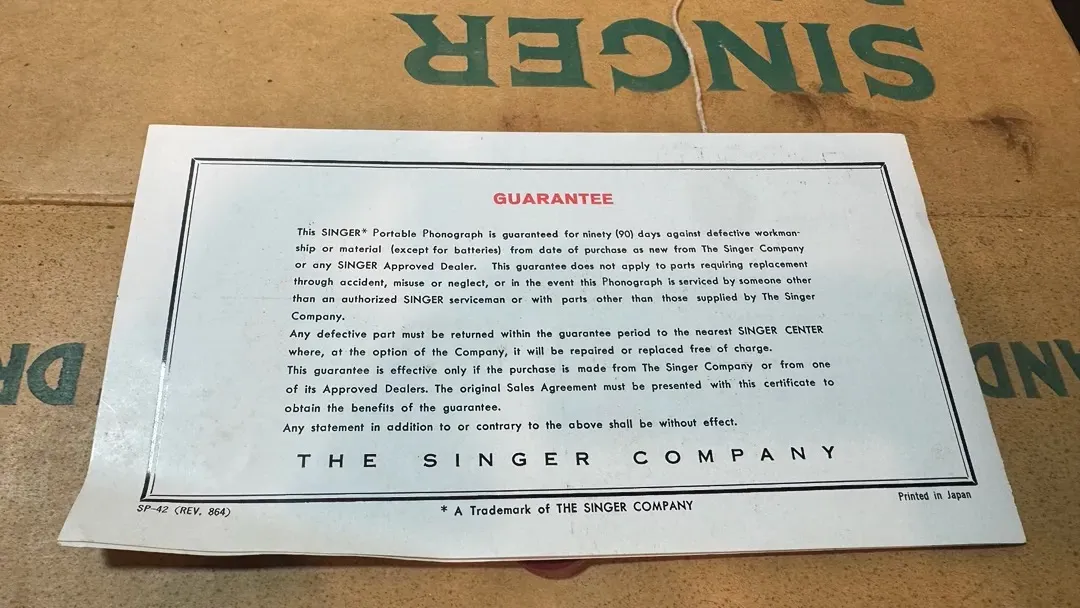 SINGER
GUARANTEE
This SINGER* Portable Phonograph is guaranteed for ninety (90) days against defective workman-
ship or material (except for batteries) from date of purchase as new from The Singer Company
or any SINGER Approved Dealer. This guarantee does not apply to parts requiring replacement
through accident, misuse or neglect, or in the event this Phonograph is serviced by someone other
than an authorized SINGER serviceman or with parts other than those supplied by The Singer
Company.
Any defective part must be returned within the guarantee period to the nearest SINGER CENTER
where, at the option of the Company, it will be repaired or replaced free of charge.
This guarantee is effective only if the purchase is made from The Singer Company or from one
of its Approved Dealers. The original Sales Agreement must be presented with this certificate to
obtain the benefits of the guarantee.
Any statement in addition to or contrary to the above shall be without effect.
THE SINGER COMPANY
SP-42 (REV. 864)
* A Trademark of THE SINGER COMPANY
Printed in Japan